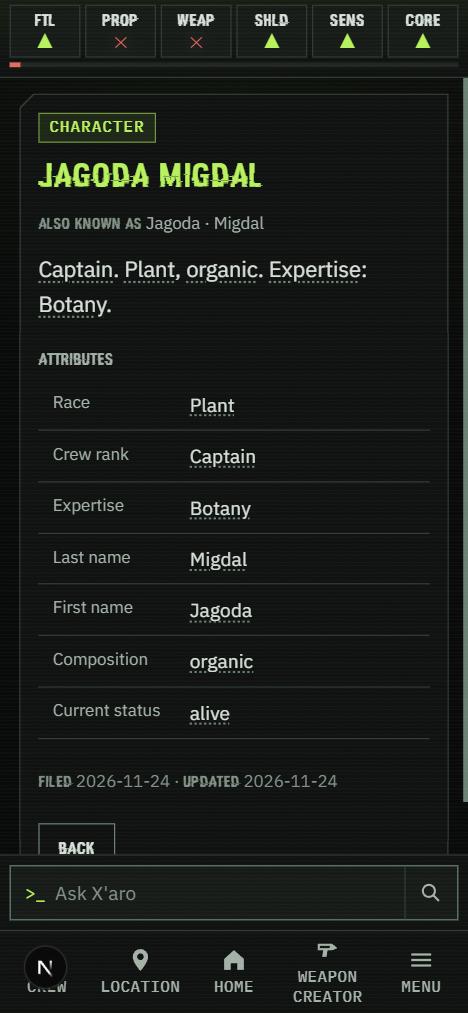 FTL PROP WEAP SHLD SENS CORE
CHARACTER
JAGODA MIGDAL
ALSO KNOWN AS Jagoda · Migdal
Captain. Plant, organic. Expertise:
Botany.
ATTRIBUTES
Race Plant
Crew rank Captain
Expertise Botany
Last name Migdal
First name Jagoda
Composition organic
Current status alive
FILED 2026-11-24 · UPDATED 2026-11-24
BACK
>_ Ask X'aro
N
CREW LOCATION HOME WEAPON CREATOR MENU